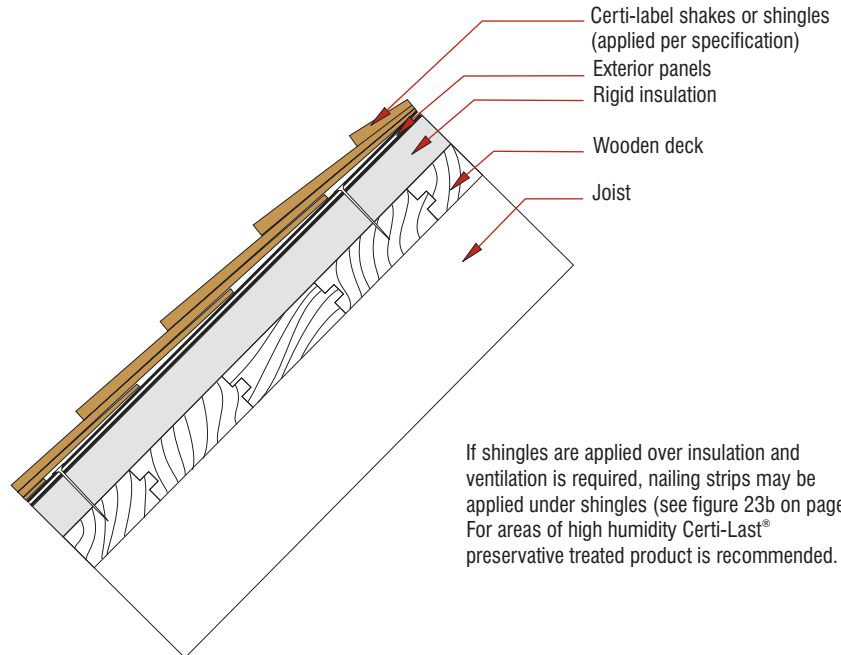 Certi-label shakes or shingles
(applied per specification)
Exterior panels
Rigid insulation
Wooden deck
Joist
If shingles are applied over insulation and
ventilation is required, nailing strips may be
applied under shingles (see figure 23b on page
For areas of high humidity Certi-Last®
preservative treated product is recommended.